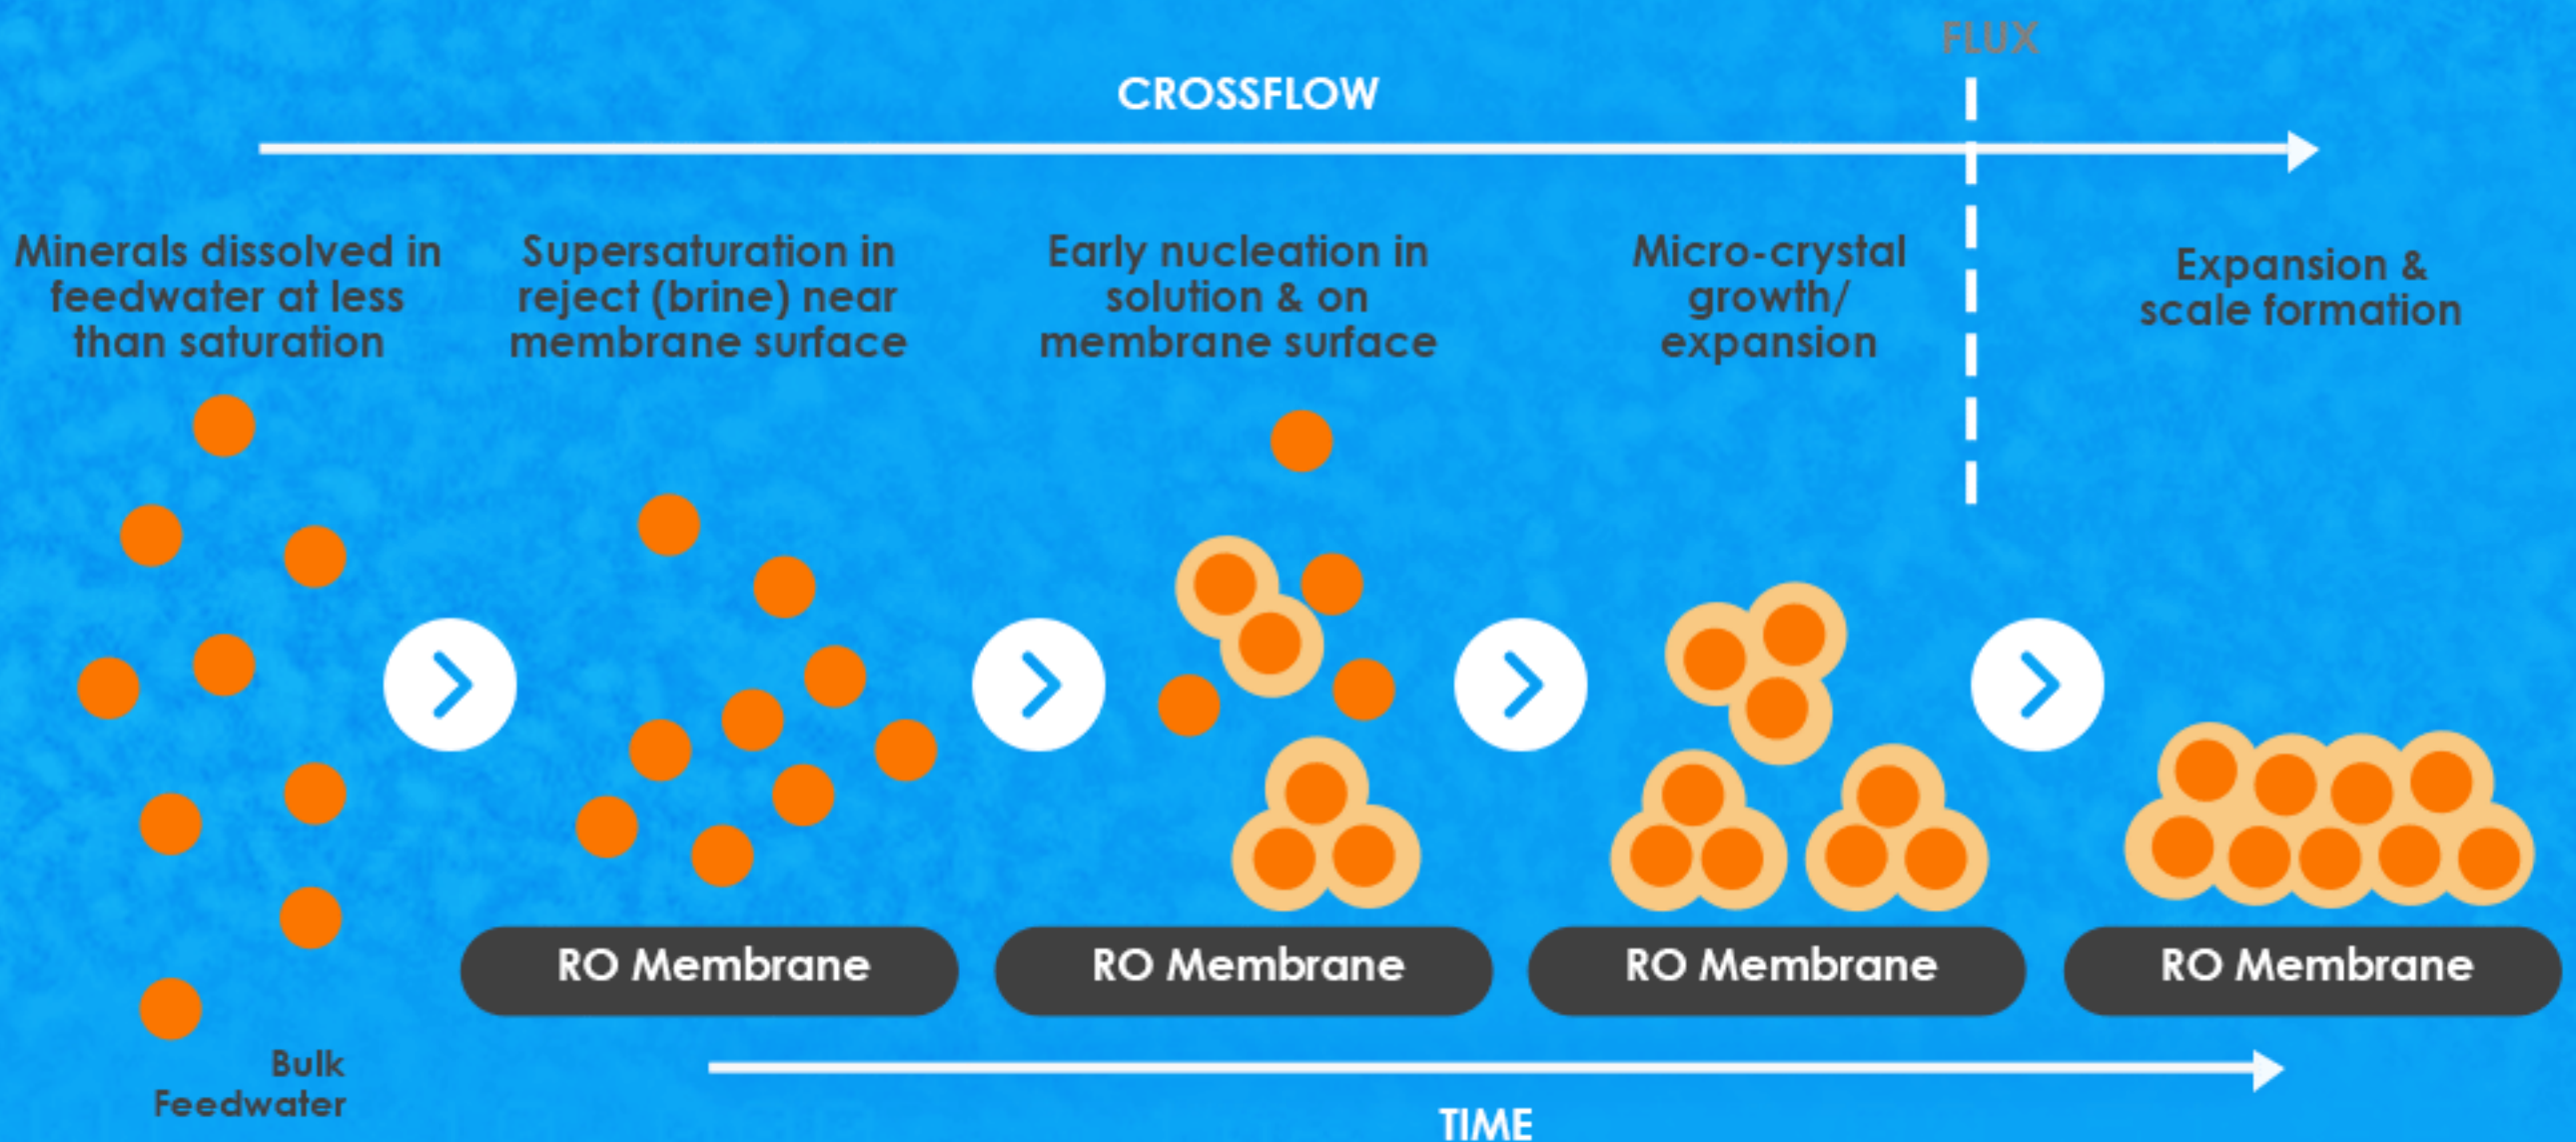 FLUX
CROSSFLOW
Minerals dissolved in
feedwater at less
than saturation
Supersaturation in
reject (brine) near
membrane surface
Early nucleation in
solution & on
membrane surface
Micro-crystal
growth/
expansion
Expansion &
scale formation
RO Membrane
RO Membrane
RO Membrane
RO Membrane
Bulk
Feedwater
TIME